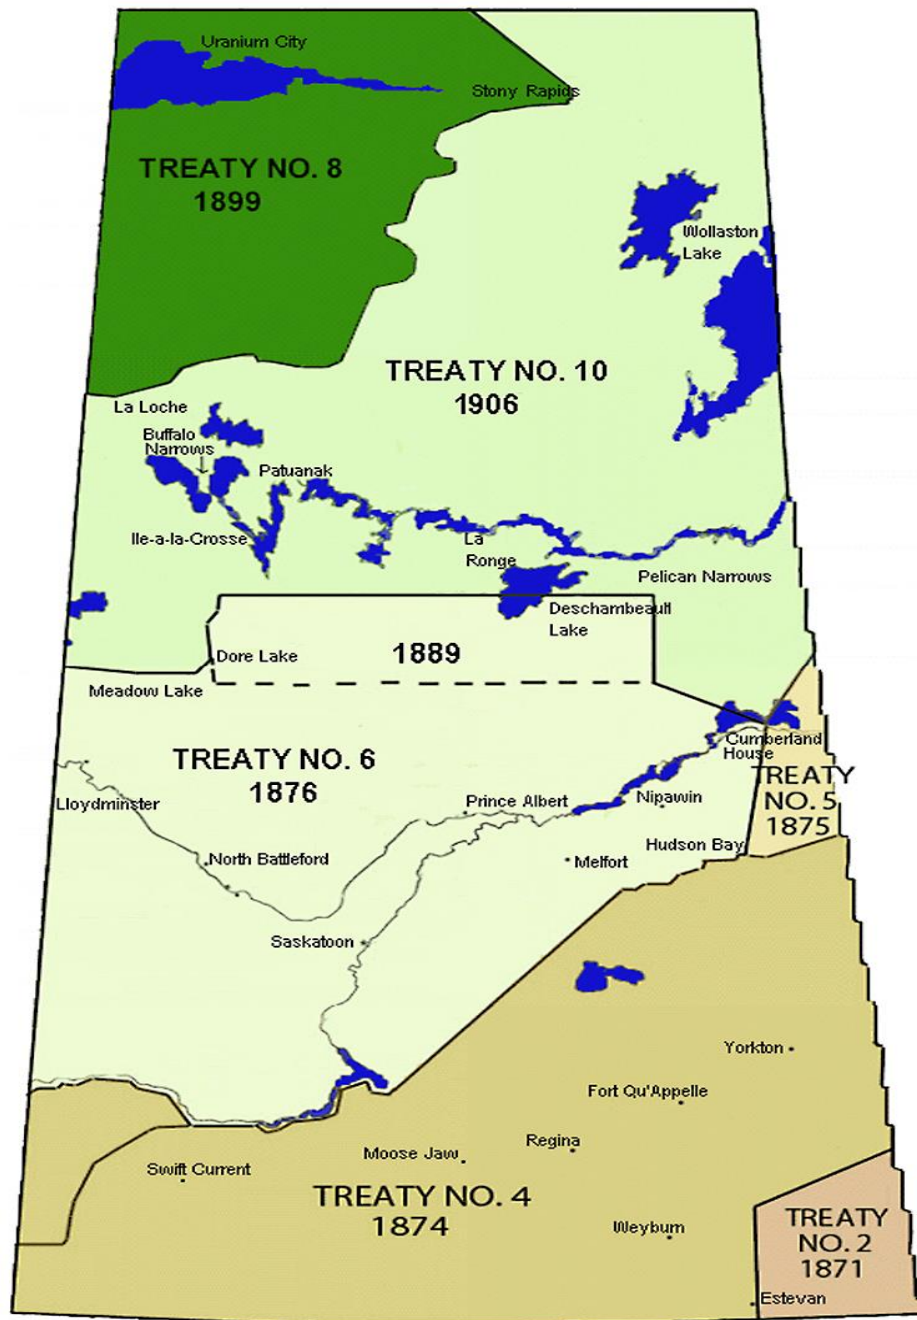 Uranium City
Stony Rapids
TREATY NO. 8
1899
Wollaston
Lake
TREATY NO. 10
1906
La Loche
Buffalo
Narrows
Patuanak
Ile-a-la-Crosse
La
Ronge
Pelican Narrows
Deschambeault
Lake
Dore Lake
1889
Meadow Lake
Cumberland
House
TREATY NO. 6
1876
TREATY
NO. 5
1875
Lloydminster
Prince Albert
Nipawin
Hudson Bay
North Battleford
Melfort
Saskatoon
Yorkton
Fort Qu'Appelle
Regina
Moose Jaw
Swift Current
TREATY NO. 4
1874
Weyburn
TREATY
NO. 2
1871
Estevan